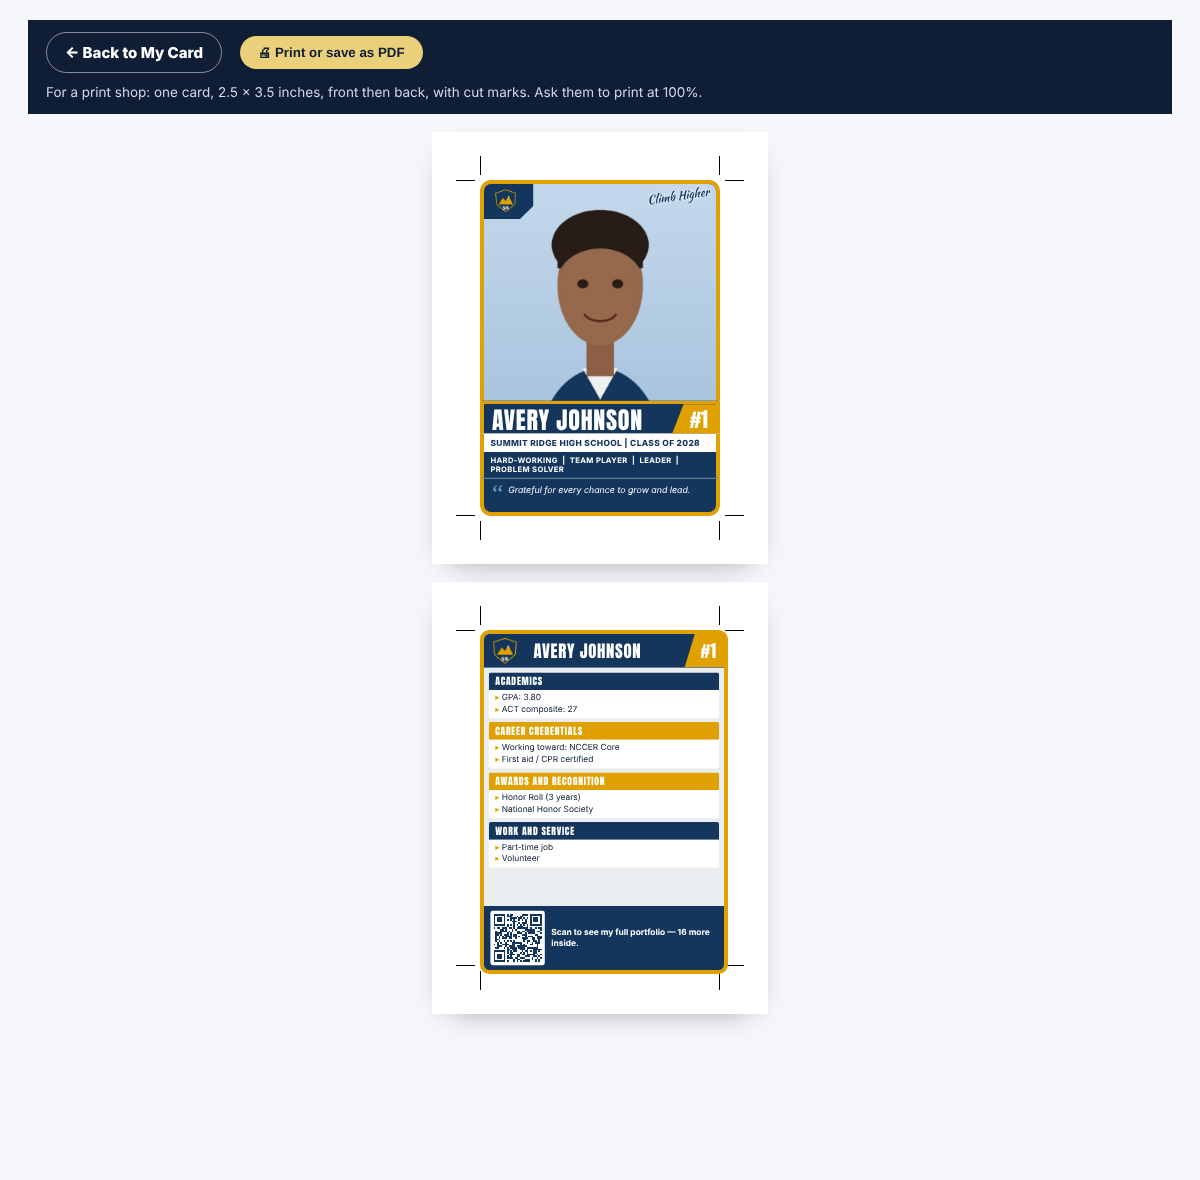 ← Back to My Card
🖨 Print or save as PDF
For a print shop: one card, 2.5 × 3.5 inches, front then back, with cut marks. Ask them to print at 100%.
SR
Climb Higher
AVERY JOHNSON
#1
SUMMIT RIDGE HIGH SCHOOL | CLASS OF 2028
HARD-WORKING | TEAM PLAYER | LEADER |
PROBLEM SOLVER
“ Grateful for every chance to grow and lead.
SR
AVERY JOHNSON
#1
ACADEMICS
▸ GPA: 3.80
▸ ACT composite: 27
CAREER CREDENTIALS
▸ Working toward: NCCER Core
▸ First aid / CPR certified
AWARDS AND RECOGNITION
▸ Honor Roll (3 years)
▸ National Honor Society
WORK AND SERVICE
▸ Part-time job
▸ Volunteer
Scan to see my full portfolio — 16 more
inside.